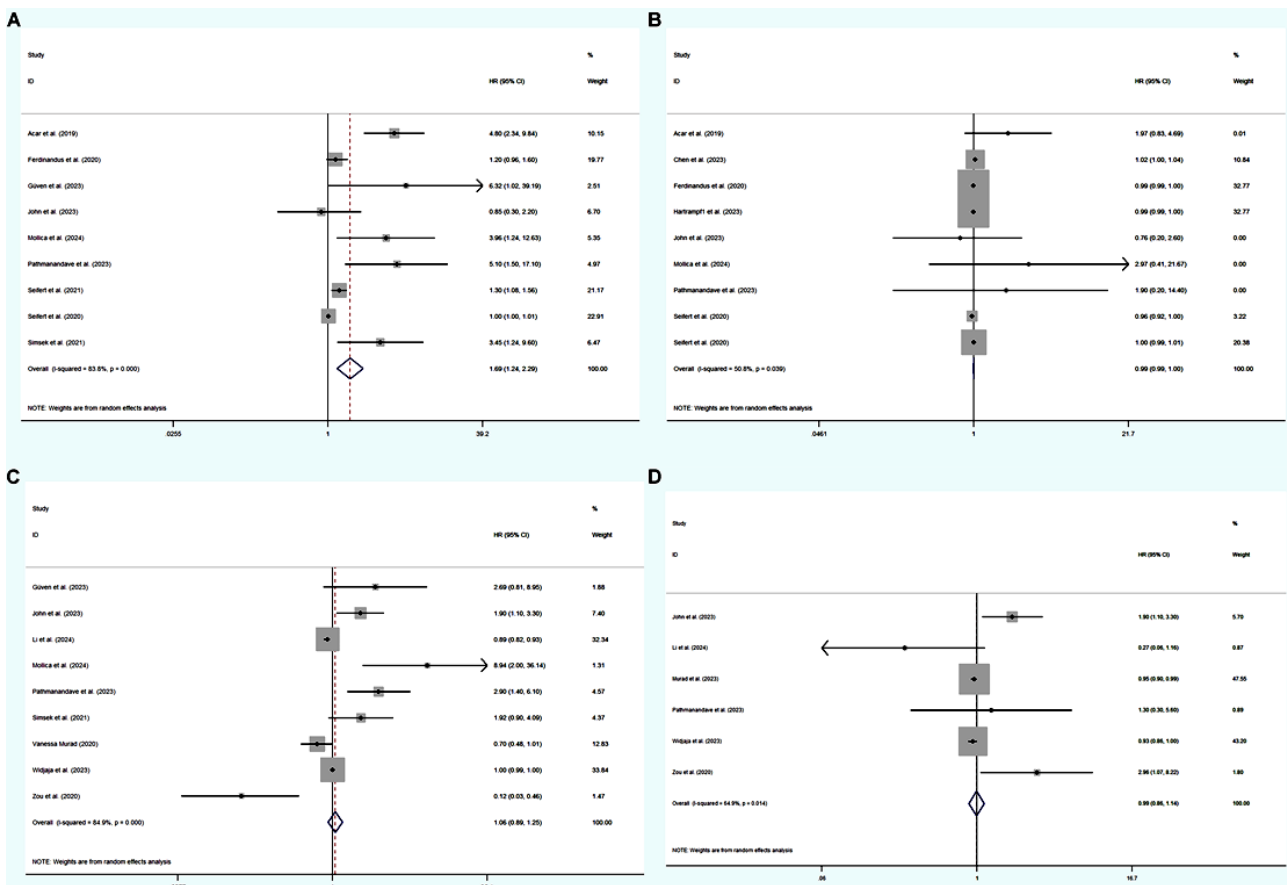 A
Study %
ID HR (95% CI) Weight
Acar et al. (2019) 4.80 (2.34, 9.84) 10.15
Ferdinandus et al. (2020) 1.20 (0.96, 1.60) 19.77
Güven et al. (2023) 6.32 (1.02, 39.19) 2.51
John et al. (2023) 0.85 (0.30, 2.20) 6.70
Mollica et al. (2024) 3.96 (1.24, 12.63) 5.35
Pathmanandave et al. (2023) 5.10 (1.50, 17.10) 4.97
Seifert et al. (2021) 1.30 (1.08, 1.56) 21.17
Seifert et al. (2020) 1.00 (1.00, 1.01) 22.91
Simsek et al. (2021) 3.45 (1.24, 9.60) 6.47
Overall (I-squared = 83.8%, p = 0.000) 1.69 (1.24, 2.29) 100.00
NOTE: Weights are from random effects analysis
.0255 1 39.2
B
Study %
ID HR (95% CI) Weight
Acar et al. (2019) 1.97 (0.83, 4.69) 0.01
Chen et al. (2023) 1.02 (1.00, 1.04) 10.84
Ferdinandus et al. (2020) 0.99 (0.99, 1.00) 32.77
Hartrampf1 et al. (2023) 0.99 (0.99, 1.00) 32.77
John et al. (2023) 0.76 (0.20, 2.60) 0.00
Mollica et al. (2024) 2.97 (0.41, 21.67) 0.00
Pathmanandave et al. (2023) 1.90 (0.20, 14.40) 0.00
Seifert et al. (2020) 0.96 (0.92, 1.00) 3.22
Seifert et al. (2020) 1.00 (0.99, 1.01) 20.38
Overall (I-squared = 50.8%, p = 0.039) 0.99 (0.99, 1.00) 100.00
NOTE: Weights are from random effects analysis
.0461 1 21.7
C
Study %
ID HR (95% CI) Weight
Güven et al. (2023) 2.69 (0.81, 8.95) 1.88
John et al. (2023) 1.90 (1.10, 3.30) 7.40
Li et al. (2024) 0.89 (0.82, 0.93) 32.34
Mollica et al. (2024) 8.94 (2.00, 36.14) 1.31
Pathmanandave et al. (2023) 2.90 (1.40, 6.10) 4.57
Simsek et al. (2021) 1.92 (0.90, 4.09) 4.37
Vanessa Murad (2020) 0.70 (0.48, 1.01) 12.83
Widjaja et al. (2023) 1.00 (0.99, 1.00) 33.84
Zou et al. (2020) 0.12 (0.03, 0.46) 1.47
Overall (I-squared = 84.9%, p = 0.000) 1.06 (0.89, 1.25) 100.00
NOTE: Weights are from random effects analysis
D
Study %
ID HR (95% CI) Weight
John et al. (2023) 1.90 (1.10, 3.30) 5.70
Li et al. (2024) 0.27 (0.06, 1.16) 0.87
Murad et al. (2023) 0.95 (0.90, 0.99) 47.55
Pathmanandave et al. (2023) 1.30 (0.30, 5.60) 0.89
Widjaja et al. (2023) 0.93 (0.86, 1.00) 43.20
Zou et al. (2020) 2.96 (1.07, 8.22) 1.80
Overall (I-squared = 64.9%, p = 0.014) 0.99 (0.86, 1.14) 100.00
NOTE: Weights are from random effects analysis
.06 1 16.7